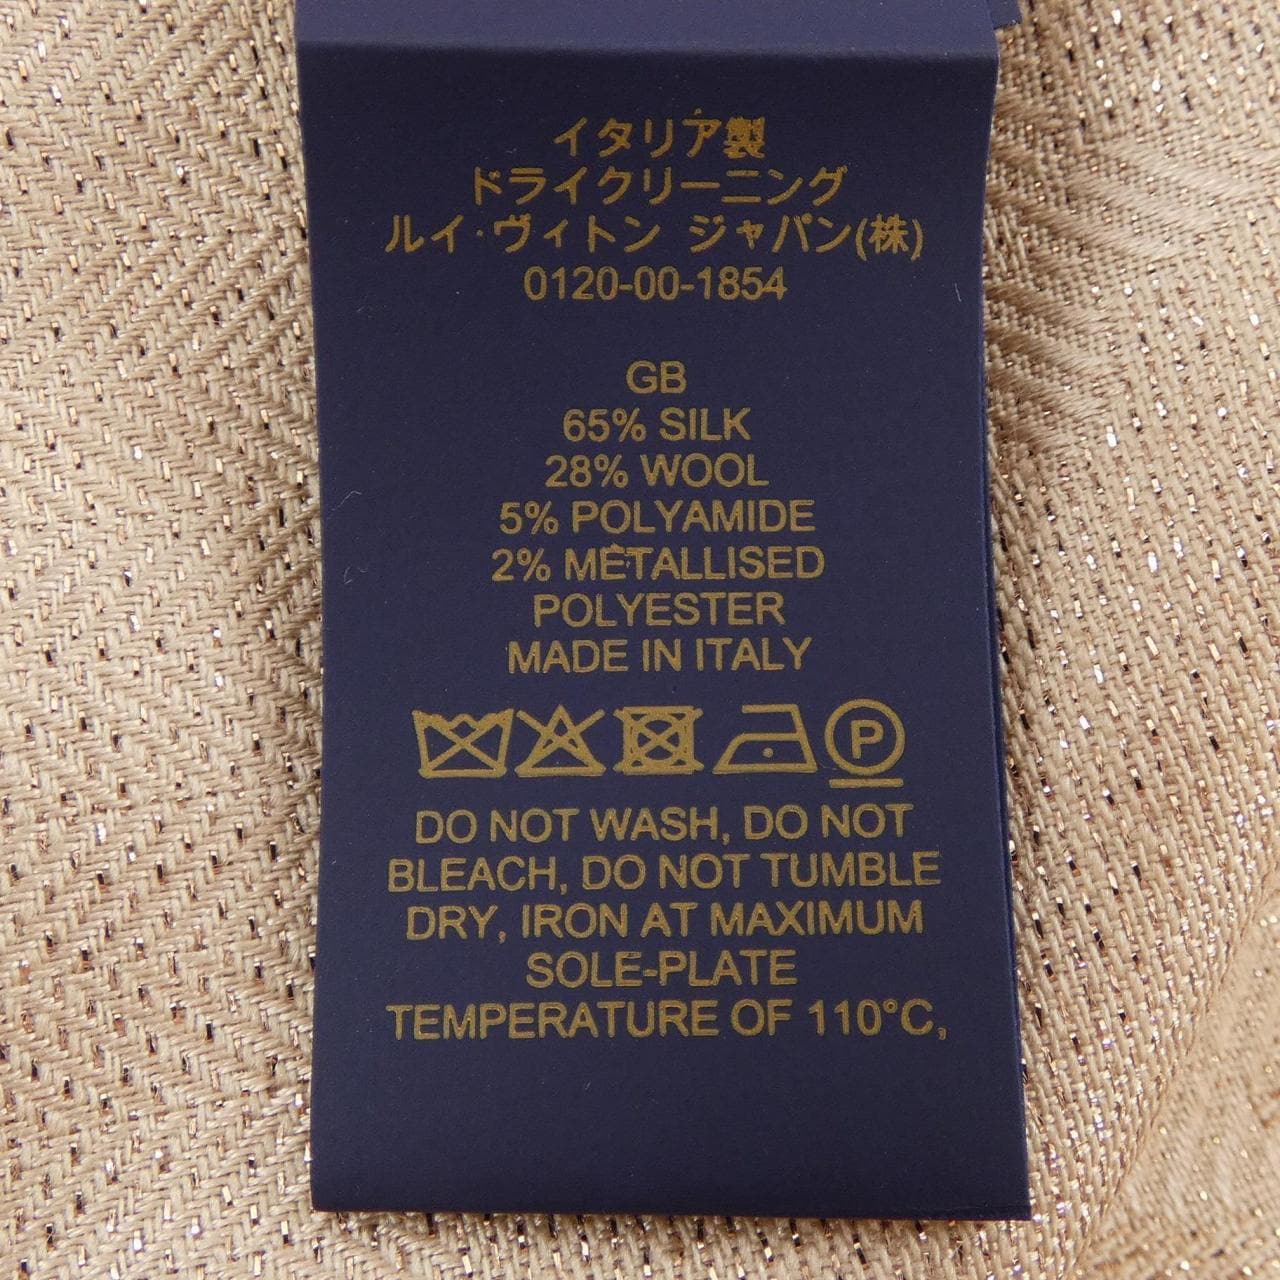 イタリア製
ドライクリーニング
ルイ･ヴィトン ジャパン(株)
0120-00-1854
GB
65% SILK
28% WOOL
5% POLYAMIDE
2% METALLISED
POLYESTER
MADE IN ITALY
P
DO NOT WASH, DO NOT
BLEACH, DO NOT TUMBLE
DRY, IRON AT MAXIMUM
SOLE-PLATE
TEMPERATURE OF 110°C,